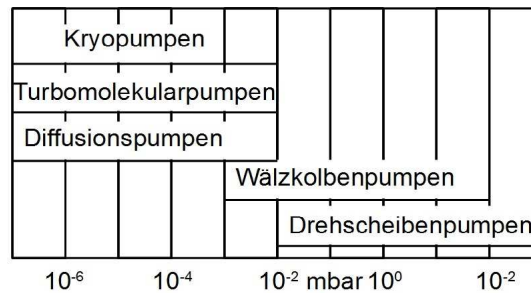 Kryopumpen
Turbomolekularpumpen
Diffusionspumpen
Wälzkolbenpumpen
Drehscheibenpumpen
10⁻⁶ 10⁻⁴ 10⁻² mbar 10⁰ 10⁻²